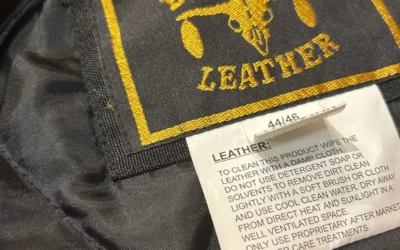 LEATHER
44/46
LEATHER:
TO CLEAN THIS PRODUCT WIPE THE
LEATHER WITH A DAMP CLOTH.
DO NOT USE DETERGENT SOAP OR
SOLVENTS TO REMOVE DIRT CLEAN
LIGHTLY WITH A SOFT BRUSH OR CLOTH
AND USE COOL CLEAN WATER. DRY AWAY
FROM DIRECT HEAT AND SUNLIGHT IN A
WELL VENTILATED SPACE.
ONLY USE PROPRIETARY AFTER MARKET
CARE TREATMENTS.